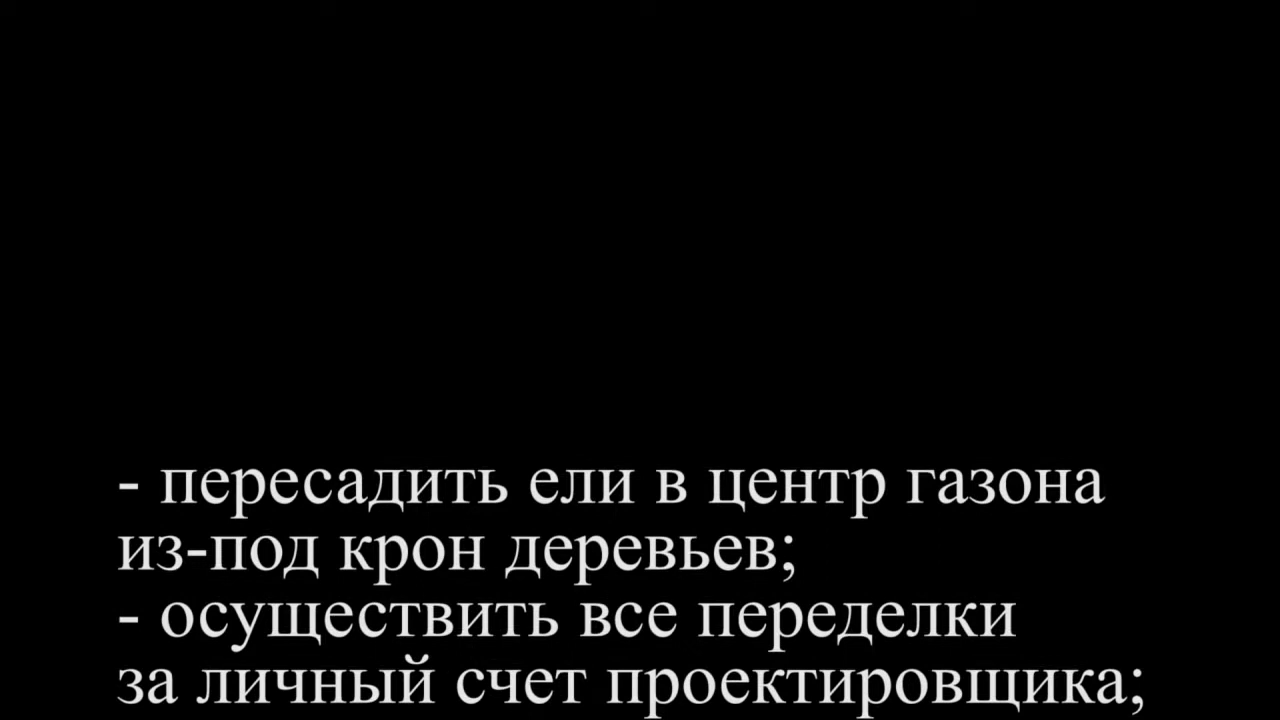 - пересадить ели в центр газона
из-под крон деревьев;
- осуществить все переделки
за личный счет проектировщика;